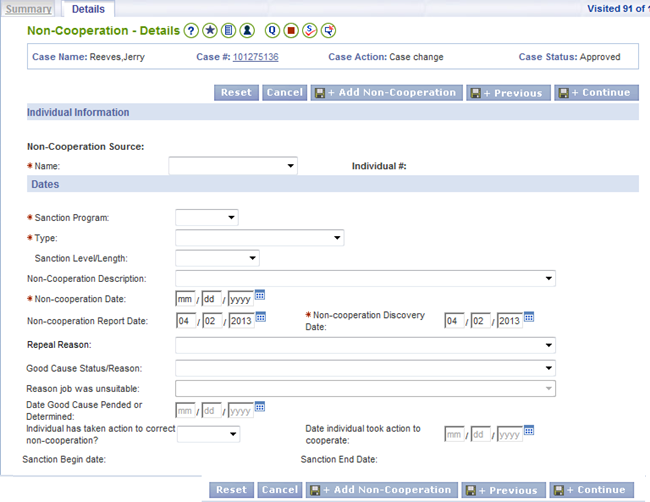 Summary Details Visited 91 of 1
Non-Cooperation - Details ? Q S
Case Name: Reeves,Jerry Case #: 101275136 Case Action: Case change Case Status: Approved
Reset Cancel + Add Non-Cooperation + Previous + Continue
Individual Information
Non-Cooperation Source:
* Name: Individual #:
Dates
* Sanction Program:
* Type:
Sanction Level/Length:
Non-Cooperation Description:
* Non-cooperation Date: mm / dd / yyyy
Non-cooperation Report Date: 04 / 02 / 2013 * Non-cooperation Discovery Date: 04 / 02 / 2013
Repeal Reason:
Good Cause Status/Reason:
Reason job was unsuitable:
Date Good Cause Pended or Determined: mm / dd / yyyy
Individual has taken action to correct non-cooperation? Date individual took action to cooperate: mm / dd / yyyy
Sanction Begin date: Sanction End Date:
Reset Cancel + Add Non-Cooperation + Previous + Continue